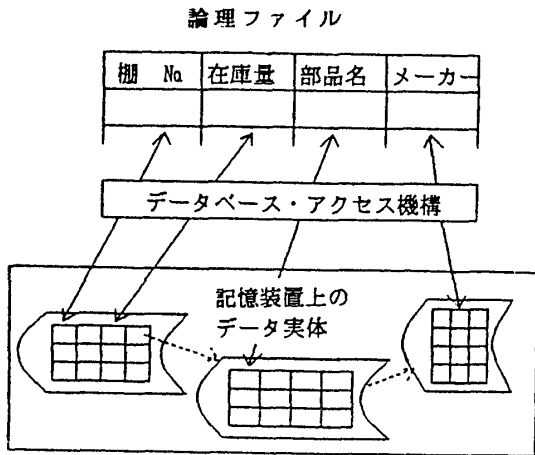 論理ファイル
棚 No 在庫量 部品名 メーカー
データベース・アクセス機構
記憶装置上の
データ実体